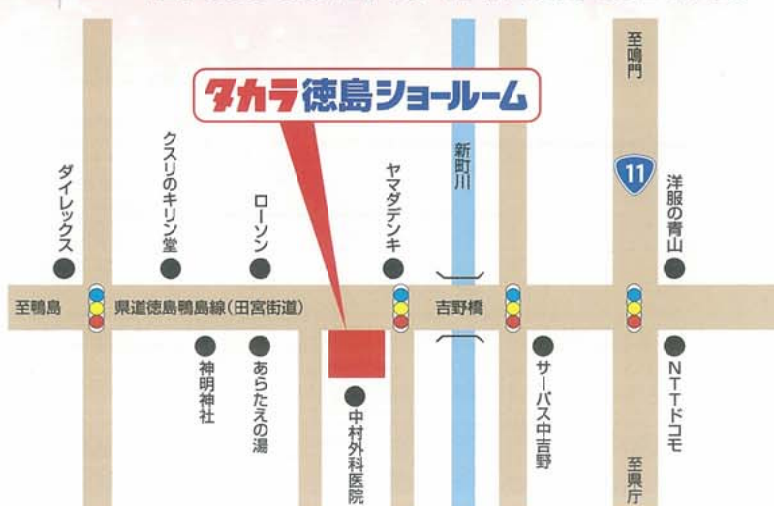 タカラ徳島ショールーム
至鳴門
11
新町川
ダイレックス
クスリのキリン堂
ローソン
ヤマダデンキ
洋服の青山
至鴨島
県道徳島鴨島線(田宮街道)
吉野橋
神明神社
あらたえの湯
中村外科医院
サーパス中吉野
NTTドコモ
至県庁